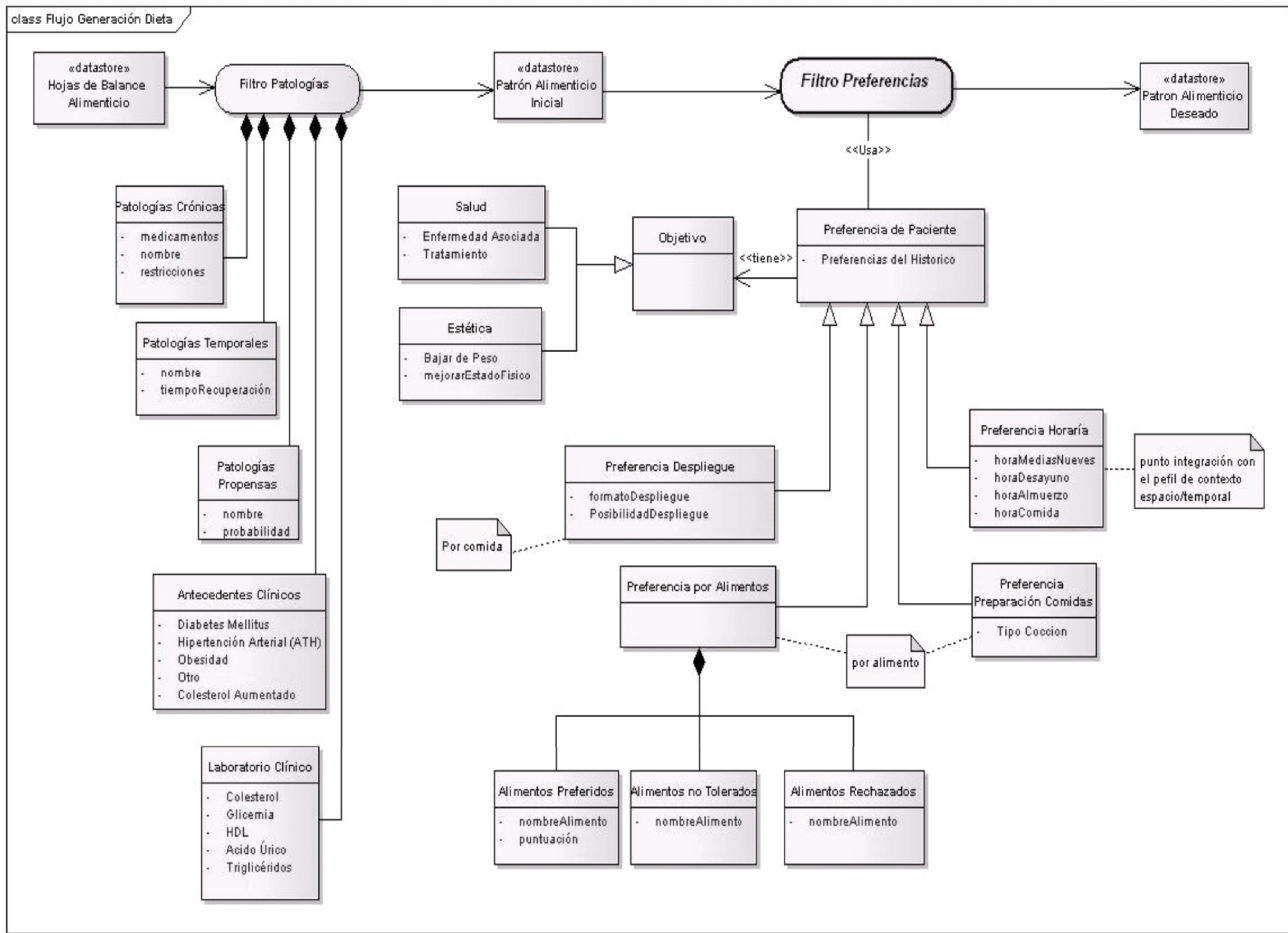 class Flujo Generación Dieta
«datastore»
Hojas de Balance
Alimenticio
Filtro Patologías
«datastore»
Patrón Alimenticio
Inicial
Filtro Preferencias
«datastore»
Patron Alimenticio
Deseado
<<Usa>>
Patologías Crónicas
- medicamentos
- nombre
- restricciones
Salud
- Enfermedad Asociada
- Tratamiento
Objetivo
<<tiene>>
Preferencia de Paciente
- Preferencias del Historico
Estética
- Bajar de Peso
- mejorarEstadoFisico
Patologías Temporales
- nombre
- tiempoRecuperación
Patologías
Propensas
- nombre
- probabilidad
Preferencia Despliegue
- formatoDespliegue
- PosibilidadDespliegue
Por comida
Preferencia Horaría
- horaMediasNueves
- horaDesayuno
- horaAlmuerzo
- horaComida
punto integración con
el pefil de contexto
espacio/temporal
Antecedentes Clínicos
- Diabetes Mellitus
- Hipertención Arterial (ATH)
- Obesidad
- Otro
- Colesterol Aumentado
Preferencia por Alimentos
Preferencia
Preparación Comidas
- Tipo Coccion
por alimento
Laboratorio Clínico
- Colesterol
- Glicemia
- HDL
- Acido Úrico
- Triglicéridos
Alimentos Preferidos
- nombreAlimento
- puntuación
Alimentos no Tolerados
- nombreAlimento
Alimentos Rechazados
- nombreAlimento